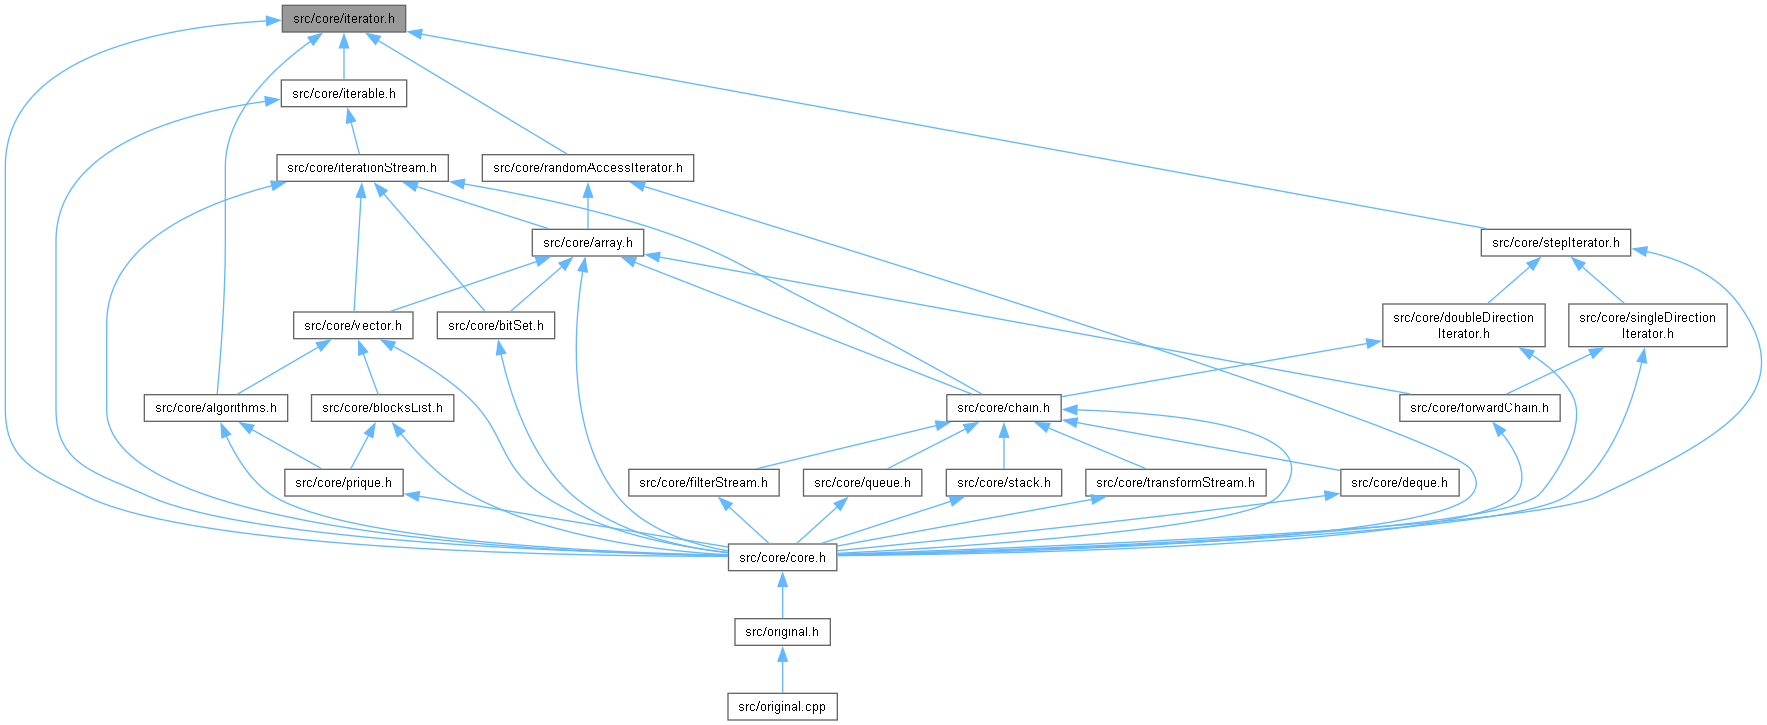 src/core/iterator.h
src/core/iterable.h
src/core/iterationStream.h
src/core/randomAccessIterator.h
src/core/array.h
src/core/stepIterator.h
src/core/vector.h
src/core/bitSet.h
src/core/doubleDirection
Iterator.h
src/core/singleDirection
Iterator.h
src/core/algorithms.h
src/core/blocksList.h
src/core/chain.h
src/core/forwardChain.h
src/core/prique.h
src/core/filterStream.h
src/core/queue.h
src/core/stack.h
src/core/transformStream.h
src/core/deque.h
src/core/core.h
src/original.h
src/original.cpp